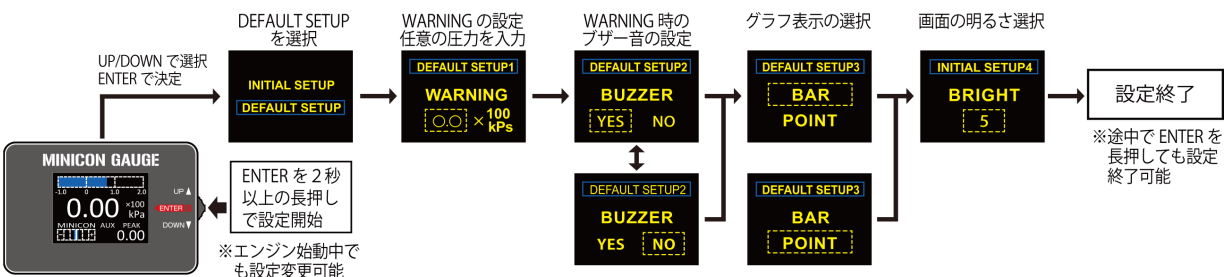 DEFAULT SETUP
を選択
WARNING の設定
任意の圧力を入力
WARNING 時の
ブザー音の設定
グラフ表示の選択
画面の明るさ選択
UP/DOWN で選択
ENTER で決定
INITIAL SETUP
DEFAULT SETUP
DEFAULT SETUP1
WARNING
○.○ ×100
kPs
DEFAULT SETUP2
BUZZER
YES NO
DEFAULT SETUP3
BAR
POINT
INITIAL SETUP4
BRIGHT
5
設定終了
※途中で ENTER を
長押しても設定
終了可能
DEFAULT SETUP2
BUZZER
YES NO
DEFAULT SETUP3
BAR
POINT
MINICON GAUGE
-1.0 0 1.0 2.0
0.00 ×100
kPa
MINICON AUX PEAK
0.00
UP
ENTER
DOWN
ENTER を 2 秒
以上の長押し
で設定開始
※エンジン始動中で
も設定変更可能